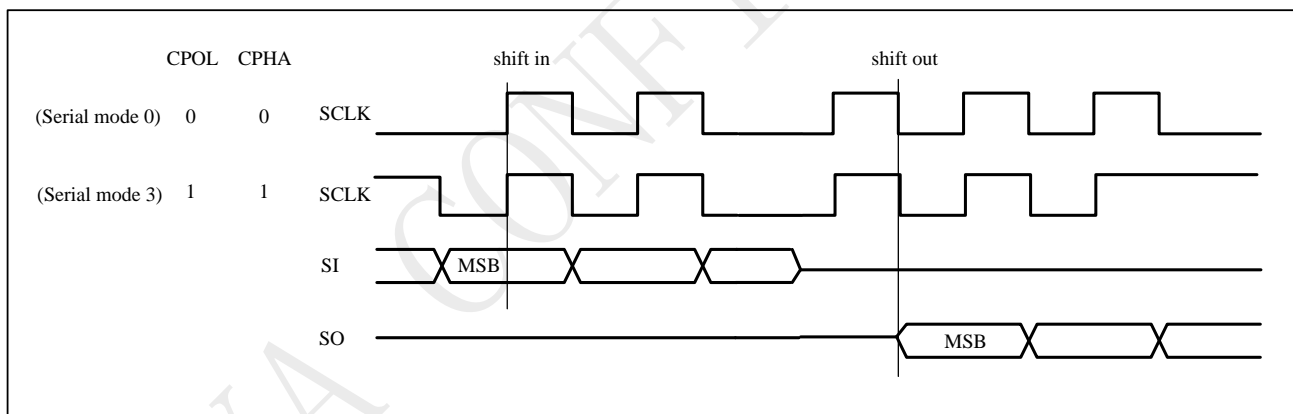 CPOL CPHA shift in shift out
(Serial mode 0) 0 0 SCLK
(Serial mode 3) 1 1 SCLK
SI MSB
SO MSB